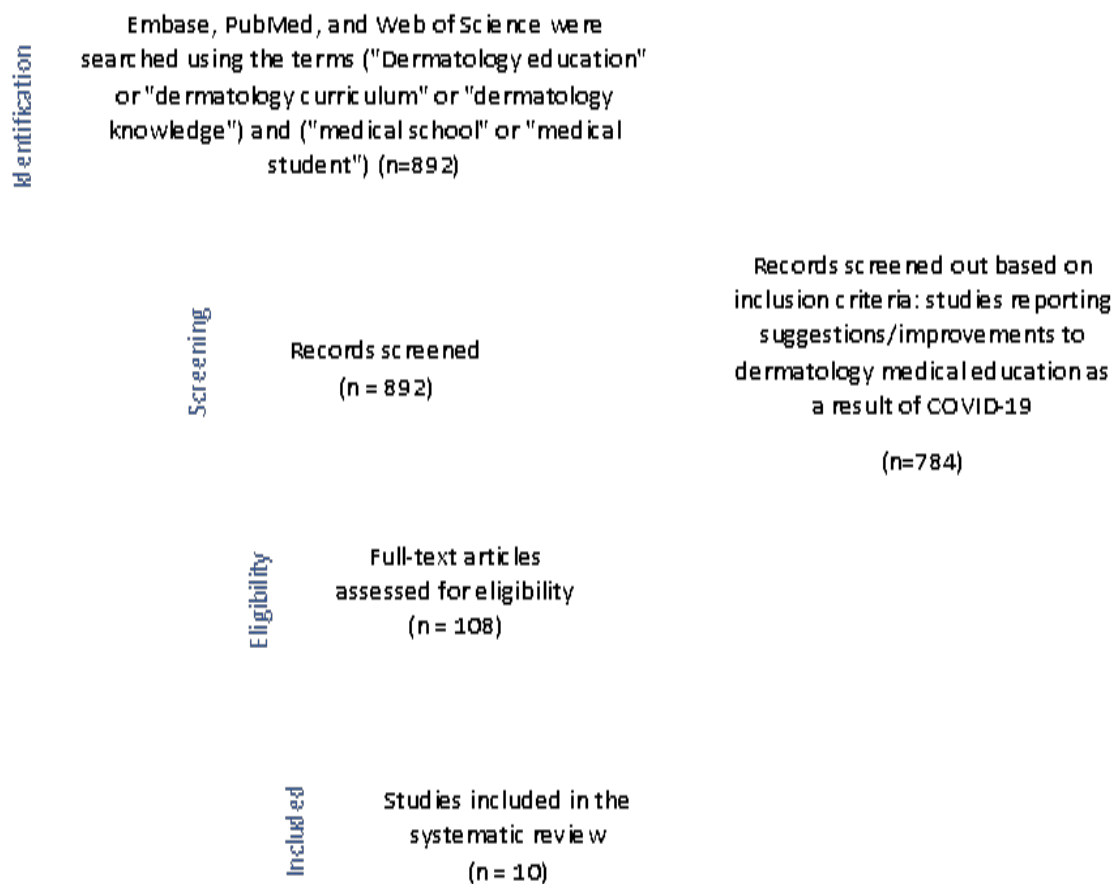 Identification
Embase, PubMed, and Web of Science were
searched using the terms ("Dermatology education"
or "dermatology curriculum" or "dermatology
knowledge") and ("medical school" or "medical
student") (n=892)
Screening
Records screened
(n = 892)
Records screened out based on
inclusion criteria: studies reporting
suggestions/improvements to
dermatology medical education as
a result of COVID-19
(n=784)
Eligibility
Full-text articles
assessed for eligibility
(n = 108)
Included
Studies included in the
systematic review
(n = 10)